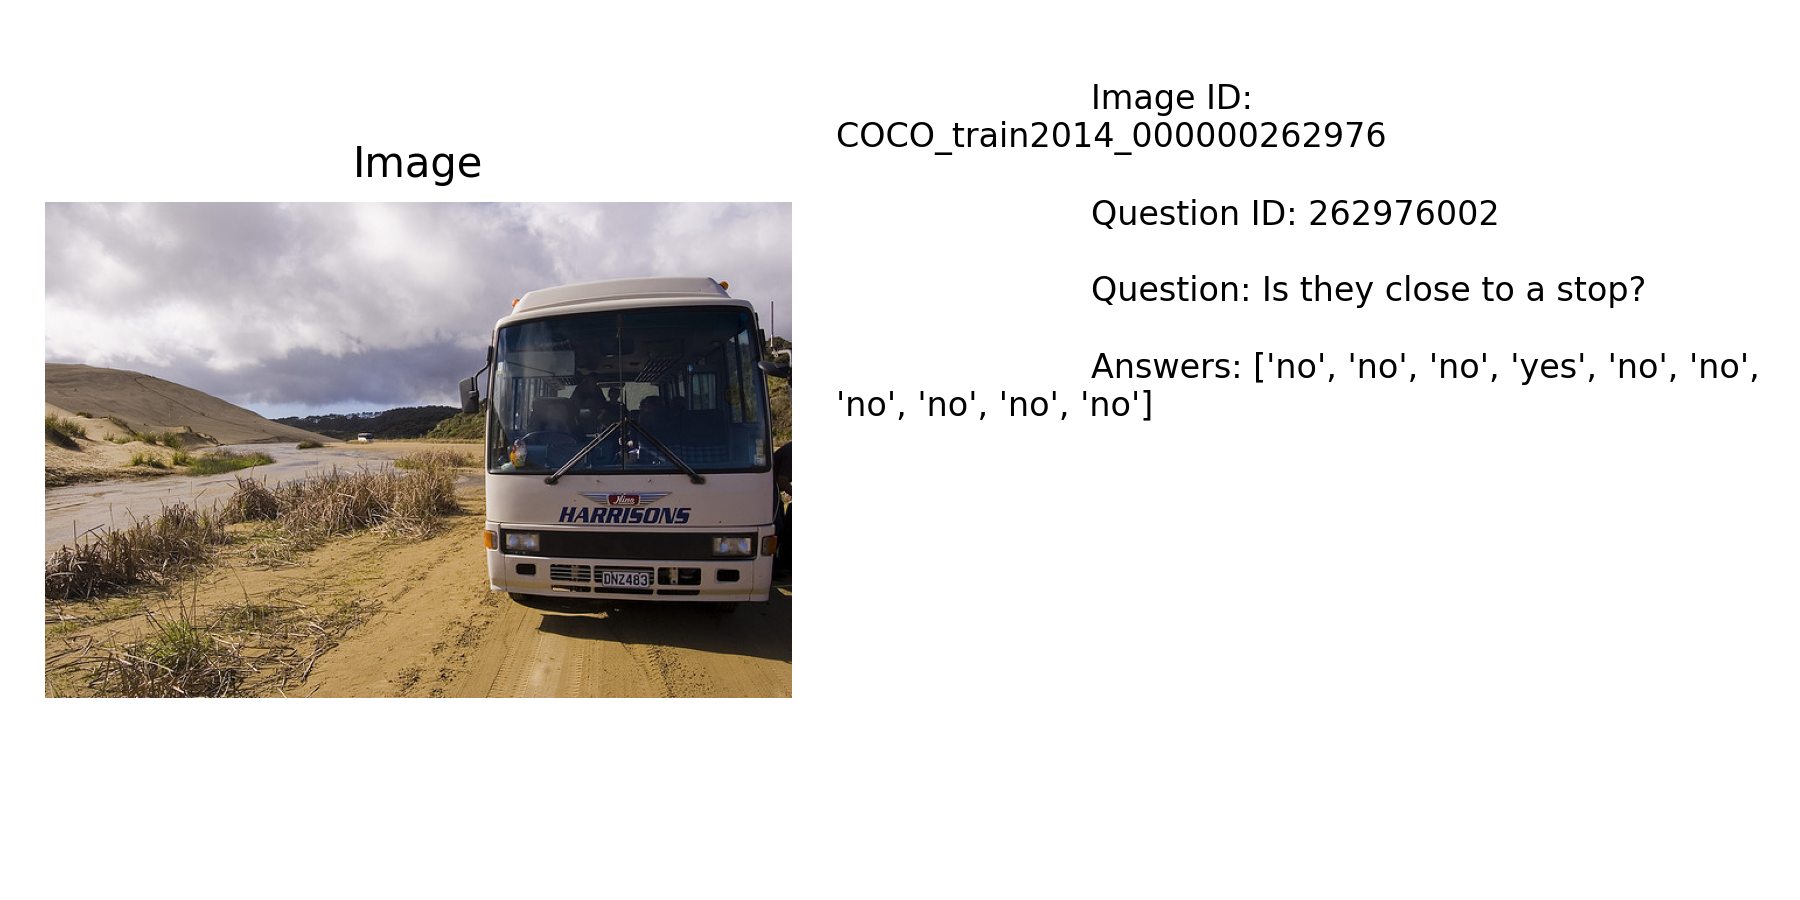 Image
HARRISONS
DNZ483
Image ID:
COCO_train2014_000000262976
Question ID: 262976002
Question: Is they close to a stop?
Answers: ['no', 'no', 'no', 'yes', 'no', 'no',
'no', 'no', 'no', 'no']